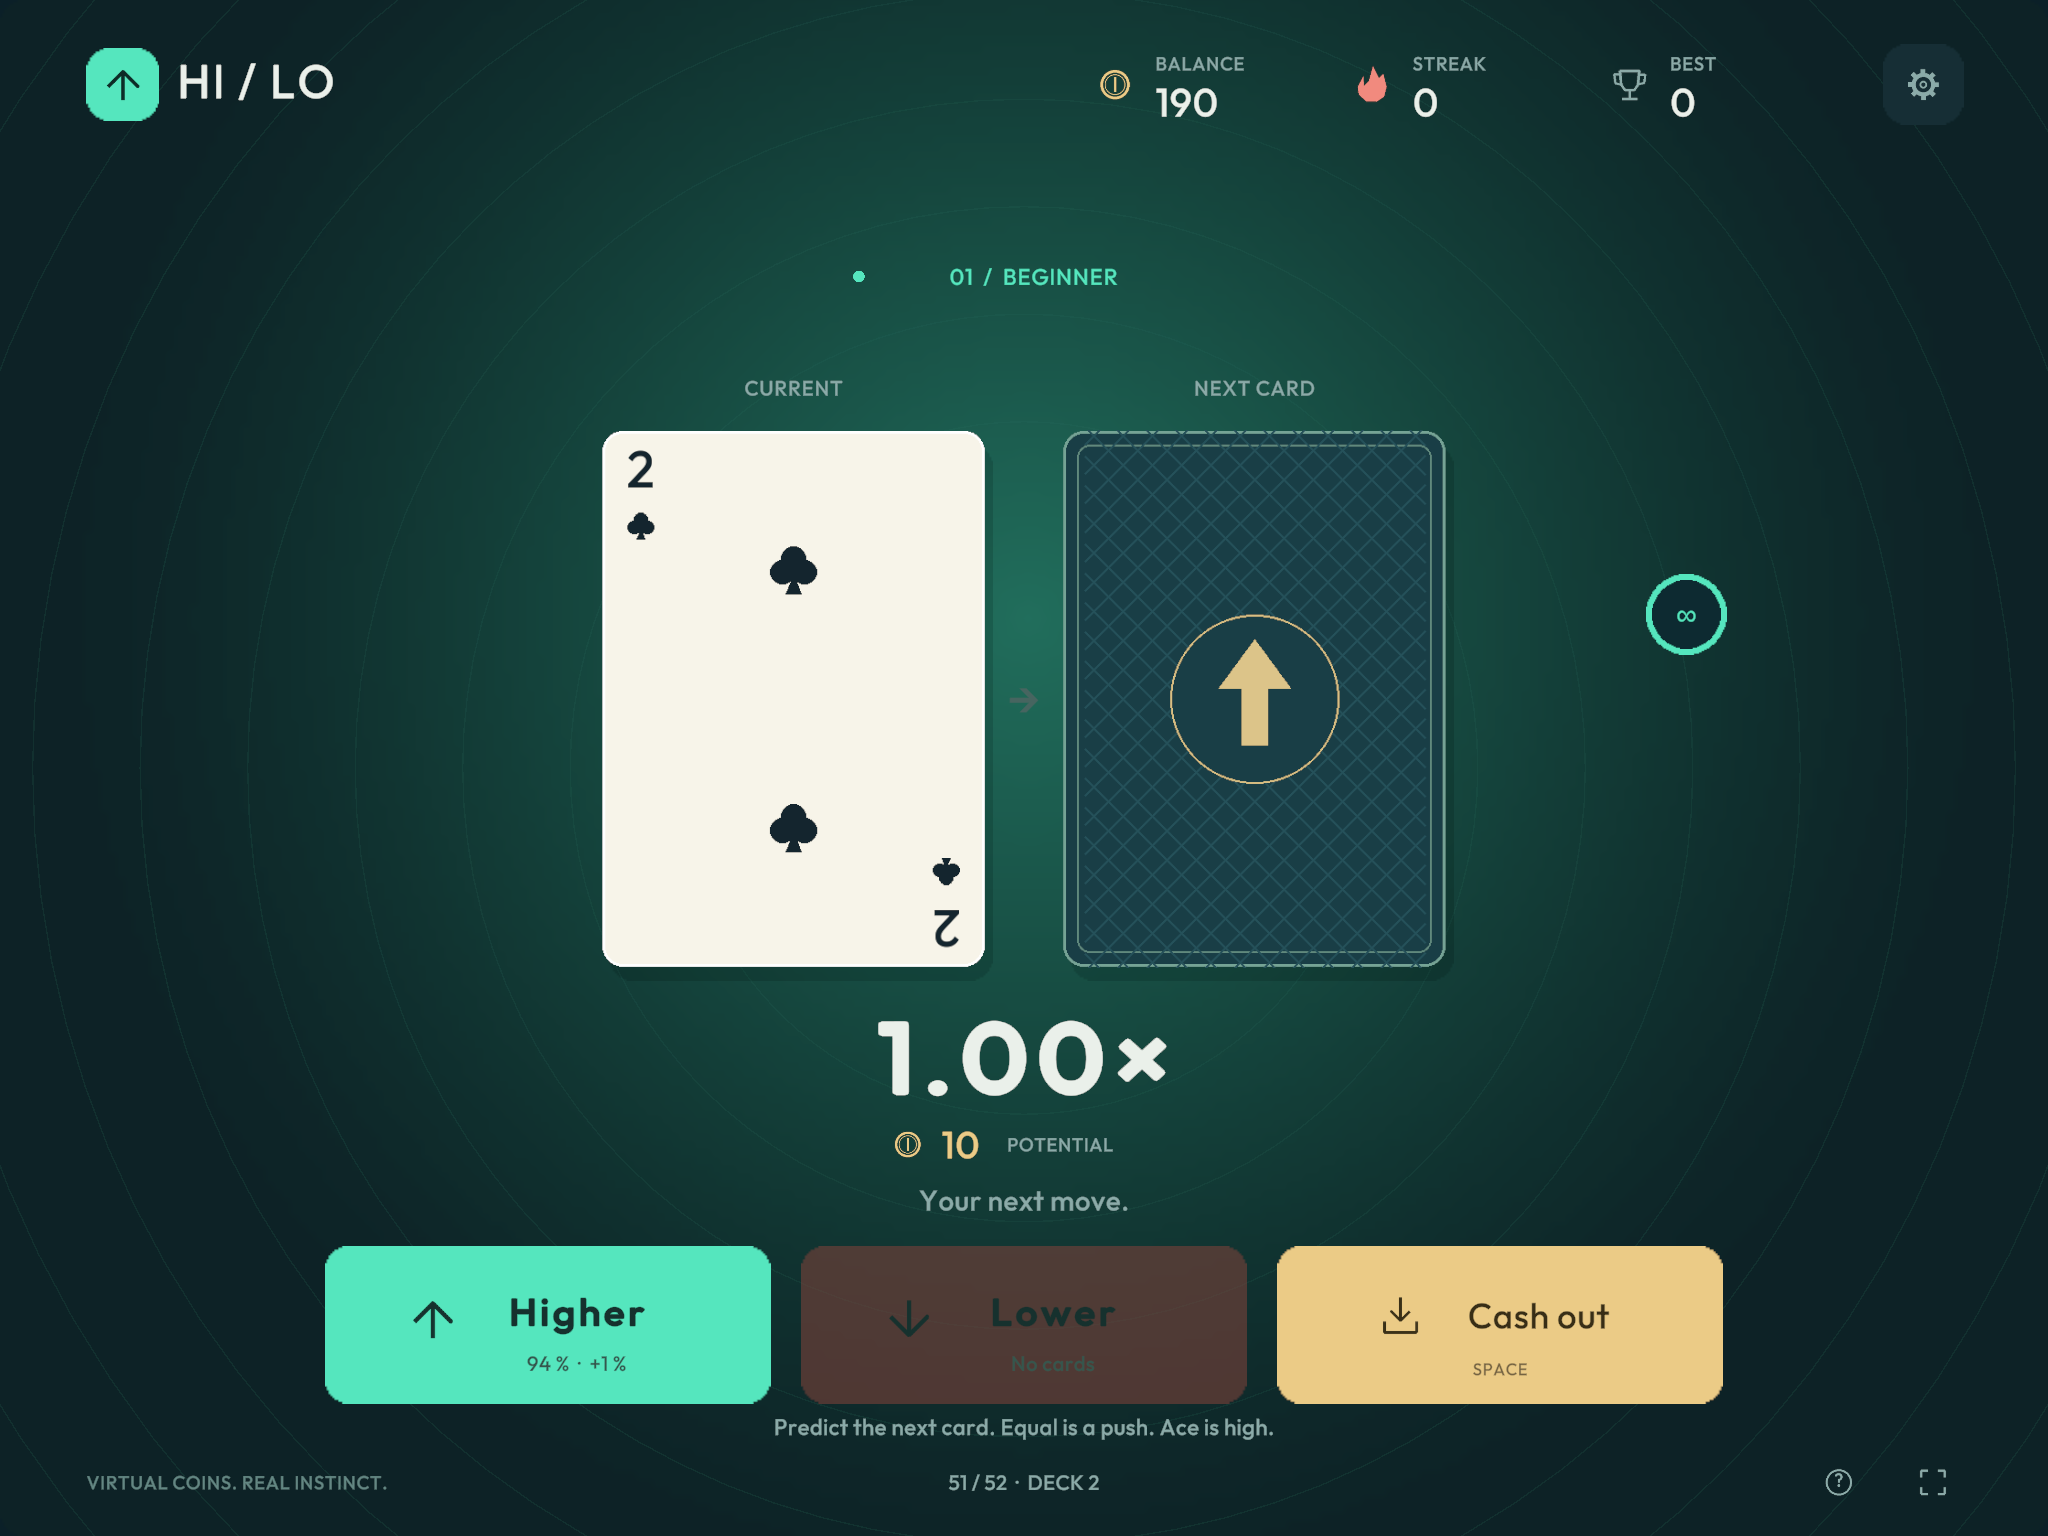 HI / LO
BALANCE
190
STREAK
0
BEST
0
01 / BEGINNER
CURRENT
NEXT CARD
2
2
∞
1.00×
10 POTENTIAL
Your next move.
Higher
94 % · +1 %
Lower
No cards
Cash out
SPACE
Predict the next card. Equal is a push. Ace is high.
VIRTUAL COINS. REAL INSTINCT.
51 / 52 · DECK 2
?